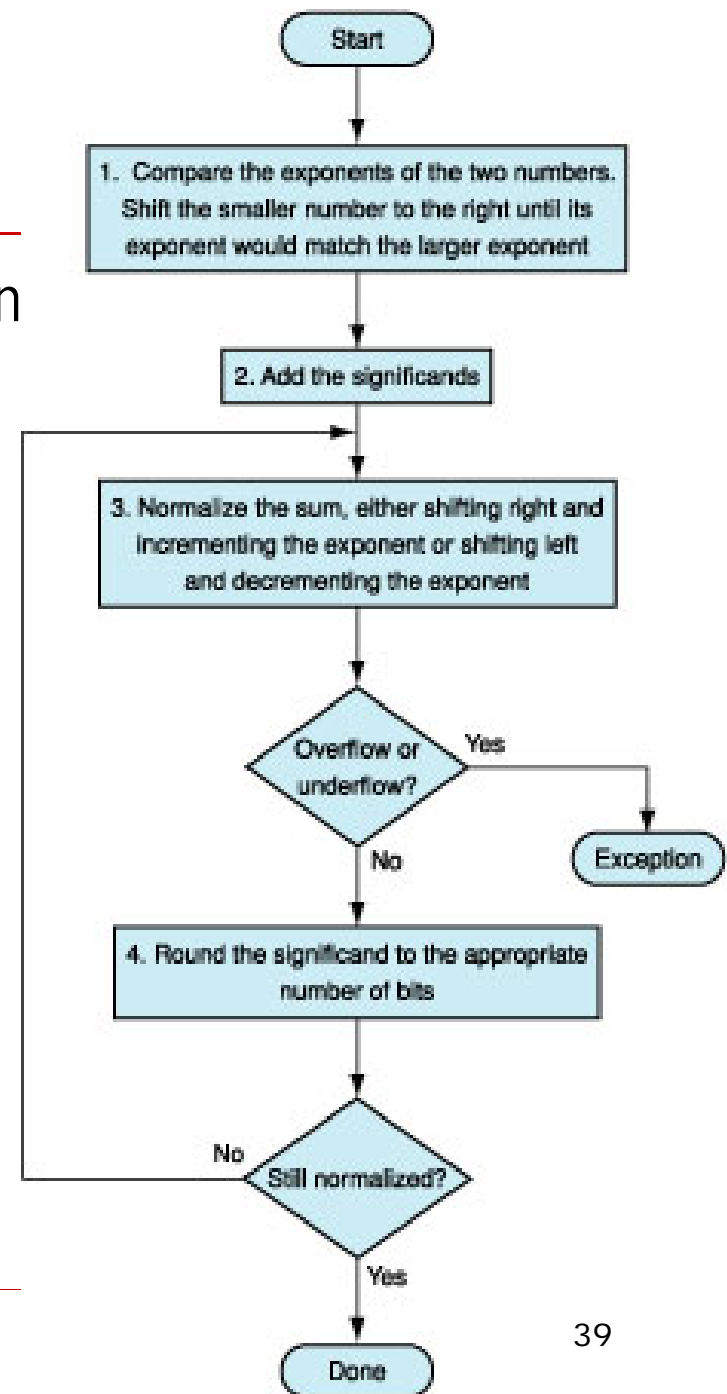 Start
1. Compare the exponents of the two numbers.
Shift the smaller number to the right until its
exponent would match the larger exponent
n
2. Add the significands
3. Normalize the sum, either shifting right and
incrementing the exponent or shifting left
and decrementing the exponent
Overflow or
underflow?
Yes
Exception
No
4. Round the significand to the appropriate
number of bits
No
Still normalized?
Yes
Done
39